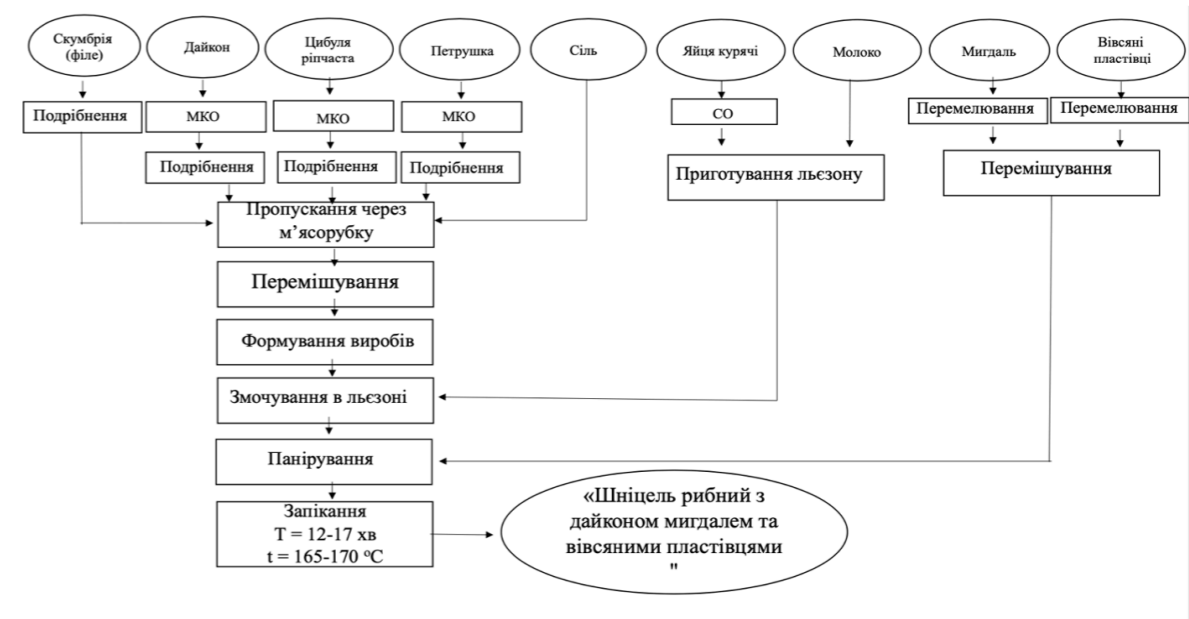 Скумбрія
(філе)
Дайкон
Цибуля
ріпчаста
Петрушка
Сіль
Яйця курячі
Молоко
Мигдаль
Вівсяні
пластівці
Подрібнення
МКО
МКО
МКО
СО
Перемелювання
Перемелювання
Подрібнення
Подрібнення
Подрібнення
Приготування льєзону
Перемішування
Пропускання через
м’ясорубку
Перемішування
Формування виробів
Змочування в льєзоні
Панірування
Запікання
T = 12-17 хв
t = 165-170 ºС
«Шніцель рибний з
дайконом мигдалем та
вівсяними пластівцями
"